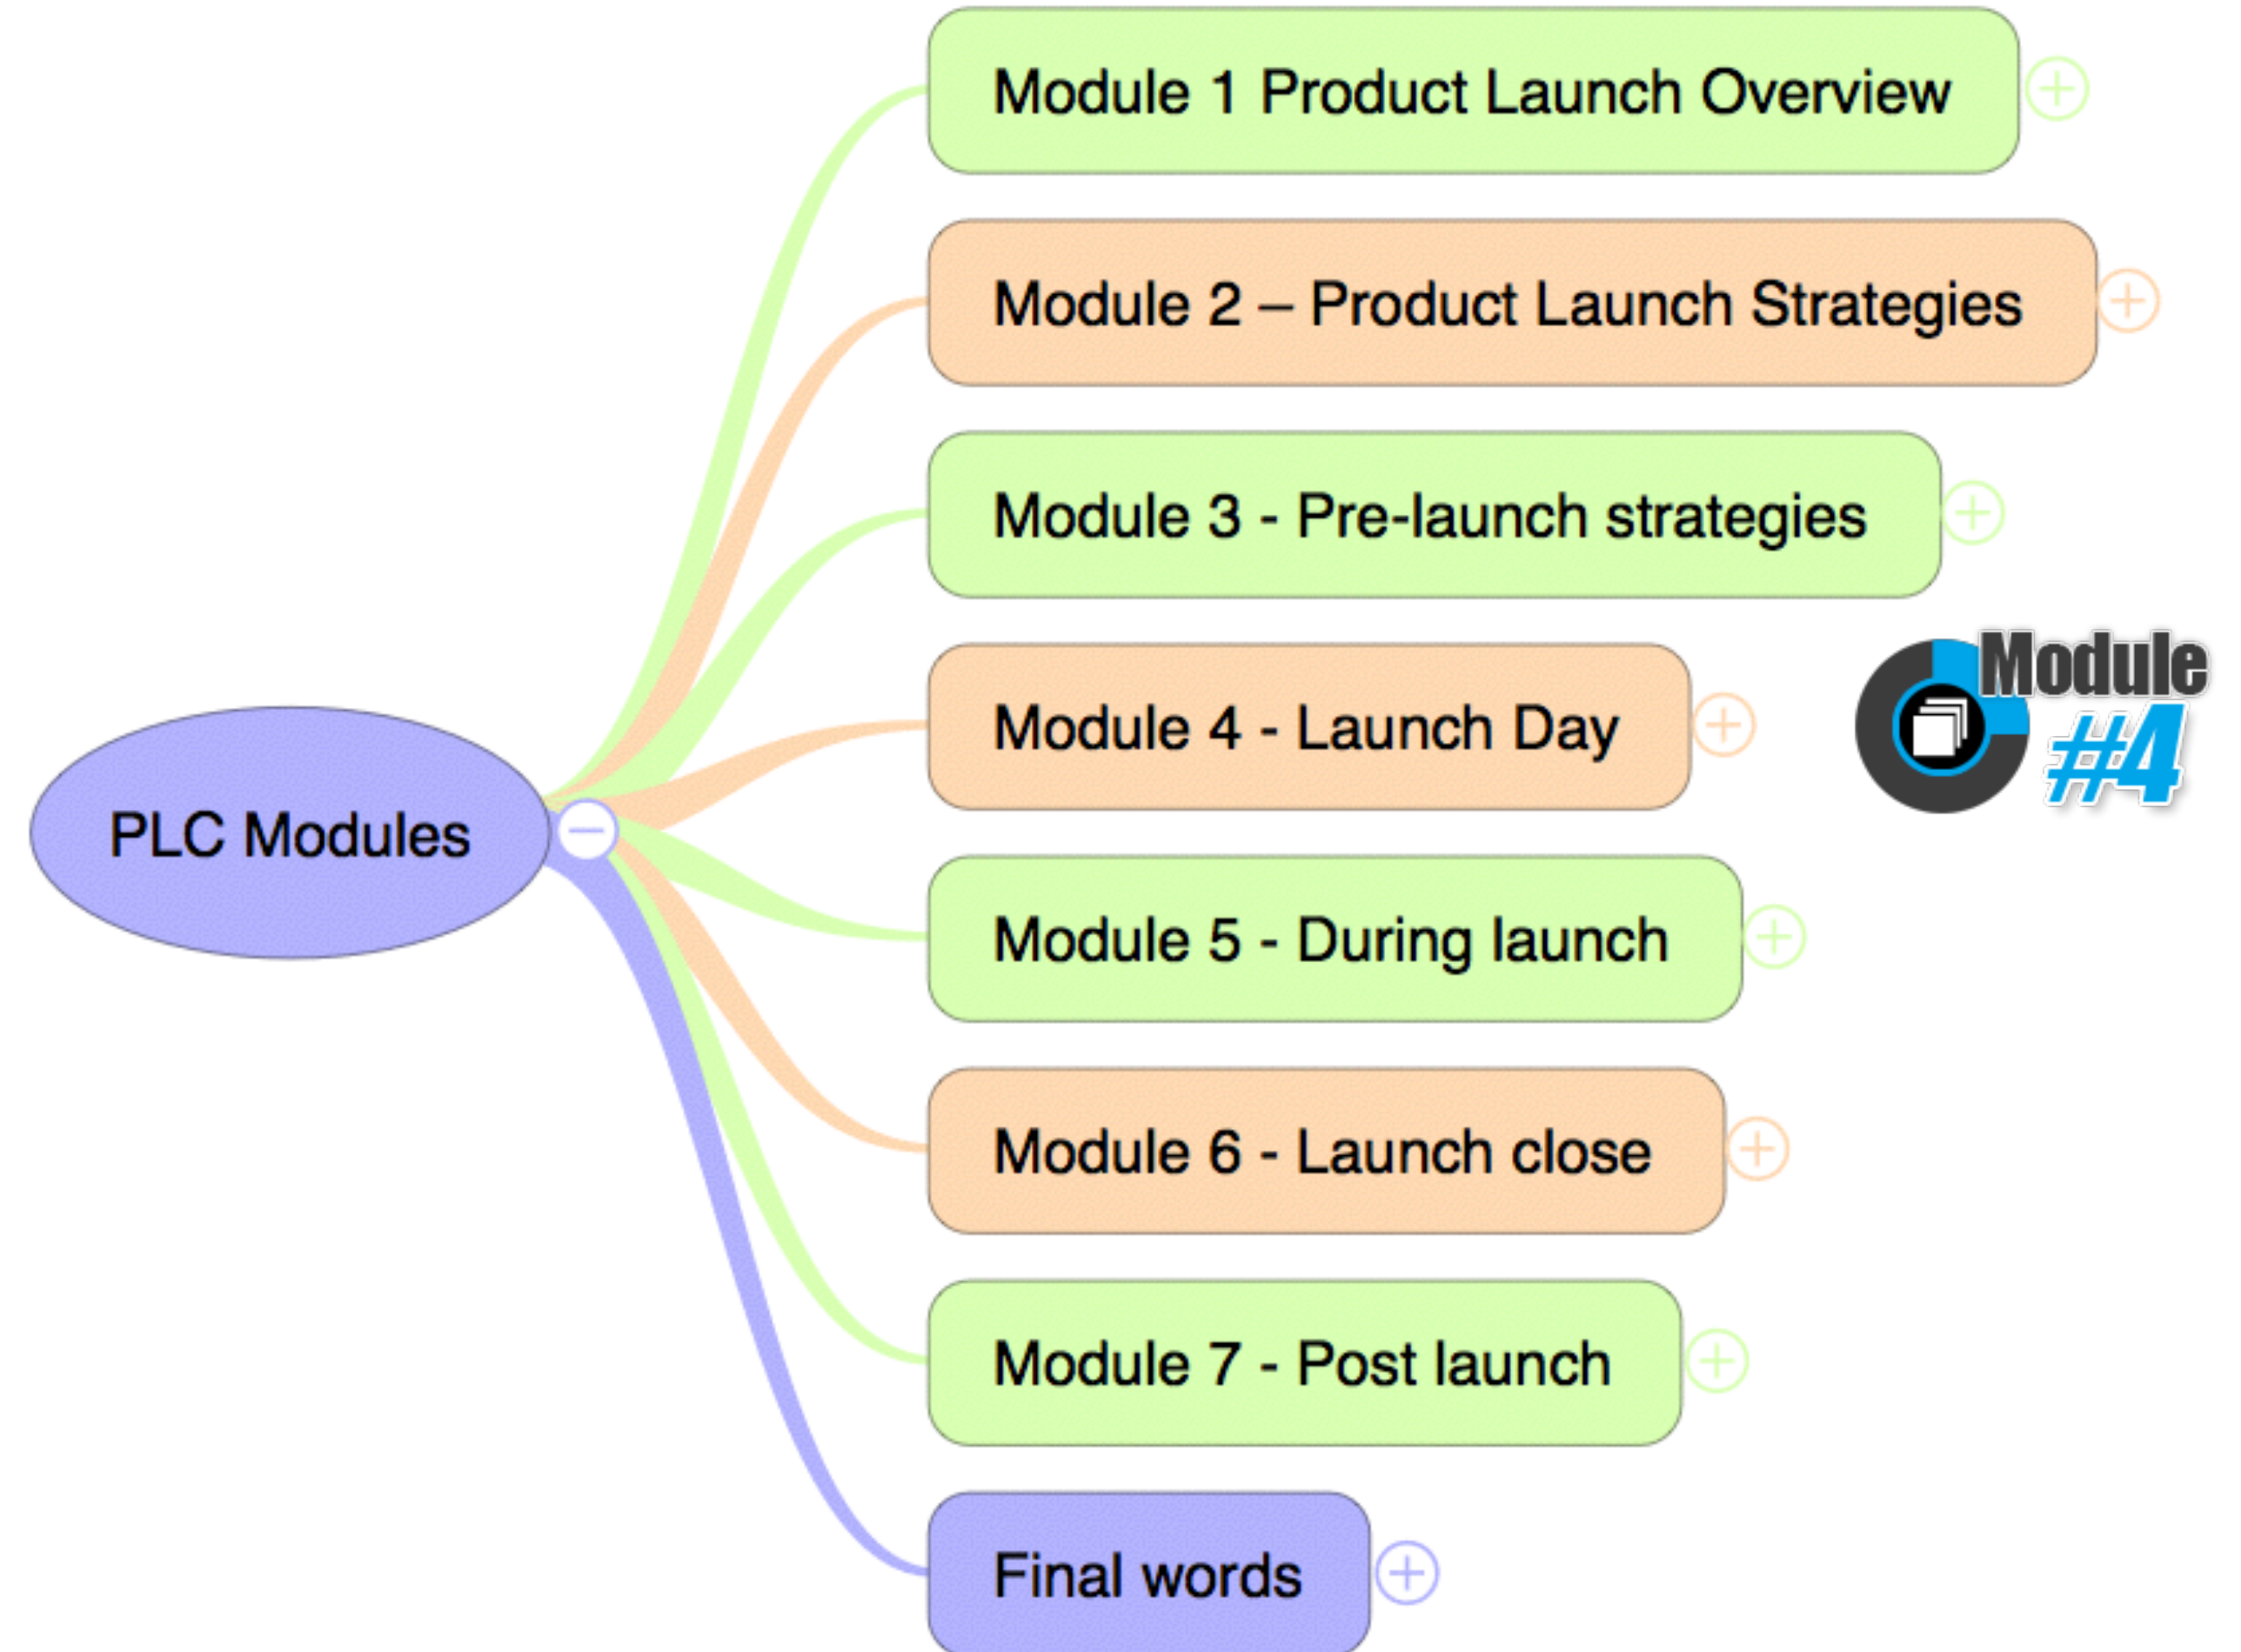 Module 1 Product Launch Overview
Module 2 – Product Launch Strategies
Module 3 - Pre-launch strategies
Module 4 - Launch Day
Module
#4
PLC Modules
Module 5 - During launch
Module 6 - Launch close
Module 7 - Post launch
Final words